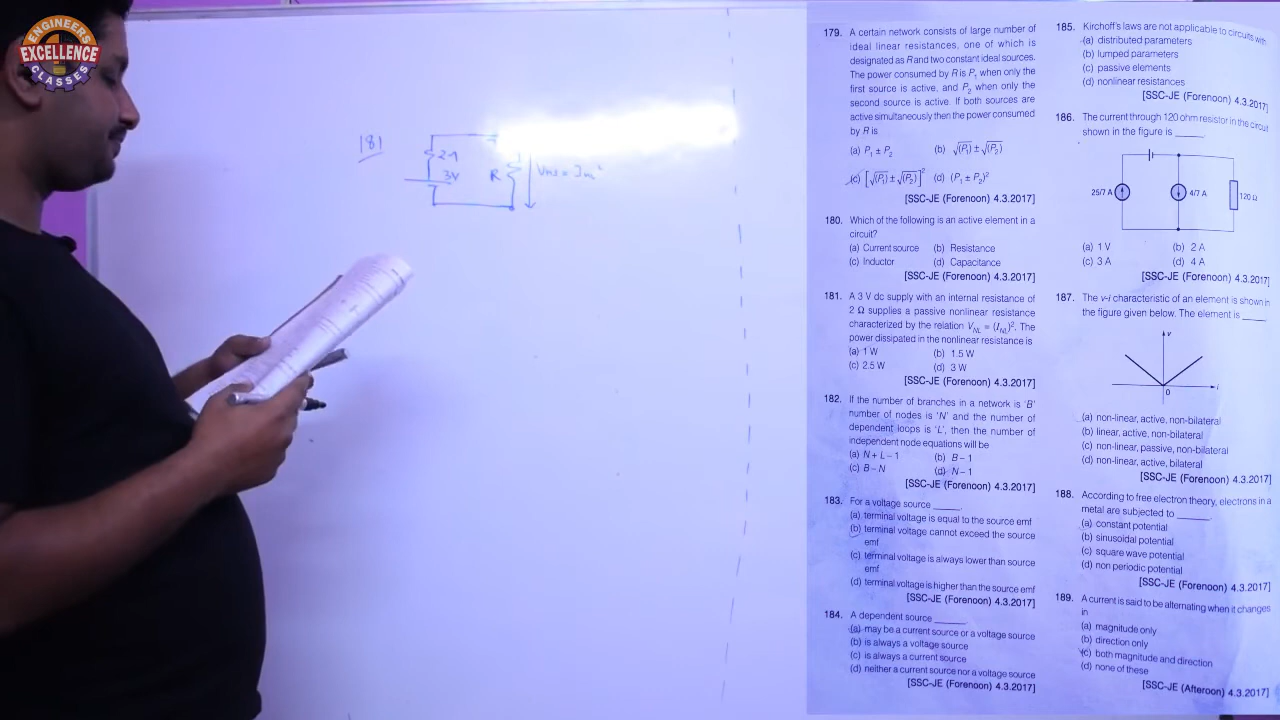 ENGINEERS
EXCELLENCE
CLASSES
181
2Ω
3V
R
179. A certain network consists of large number of
ideal linear resistances, one of which is
designated as R and two constant ideal sources.
The power consumed by R is P₁ when only the
first source is active, and P₂ when only the
second source is active. If both sources are
active simultaneously then the power consumed
by R is
(a) P₁ ± P₂ (b) √(P₁) ± √(P₂)
(c) [√(P₁) ± √(P₂)]² (d) (P₁ ± P₂)²
[SSC-JE (Forenoon) 4.3.2017]
180. Which of the following is an active element in a
circuit?
(a) Current source (b) Resistance
(c) Inductor (d) Capacitance
[SSC-JE (Forenoon) 4.3.2017]
181. A 3 V dc supply with an internal resistance of
2 Ω supplies a passive nonlinear resistance
characterized by the relation V_NL = (I_NL)². The
power dissipated in the nonlinear resistance is
(a) 1 W (b) 1.5 W
(c) 2.5 W (d) 3 W
[SSC-JE (Forenoon) 4.3.2017]
182. If the number of branches in a network is 'B'
number of nodes is 'N' and the number of
dependent loops is 'L', then the number of
independent node equations will be
(a) N + L – 1 (b) B – 1
(c) B – N (d) N – 1
[SSC-JE (Forenoon) 4.3.2017]
183. For a voltage source _____.
(a) terminal voltage is equal to the source emf
(b) terminal voltage cannot exceed the source
emf
(c) terminal voltage is always lower than source
emf
(d) terminal voltage is higher than the source emf
[SSC-JE (Forenoon) 4.3.2017]
184. A dependent source _____
(a) may be a current source or a voltage source
(b) is always a voltage source
(c) is always a current source
(d) neither a current source nor a voltage source
[SSC-JE (Forenoon) 4.3.2017]
185. Kirchoff's laws are not applicable to circuits with
(a) distributed parameters
(b) lumped parameters
(c) passive elements
(d) nonlinear resistances
[SSC-JE (Forenoon) 4.3.2017]
186. The current through 120 ohm resistor in the circuit
shown in the figure is _____
25/7 A
4/7 A
120 Ω
(a) 1 V (b) 2 A
(c) 3 A (d) 4 A
[SSC-JE (Forenoon) 4.3.2017]
187. The v-i characteristic of an element is shown in
the figure given below. The element is ____
v
i
0
(a) non-linear, active, non-bilateral
(b) linear, active, non-bilateral
(c) non-linear, passive, non-bilateral
(d) non-linear, active, bilateral
[SSC-JE (Forenoon) 4.3.2017]
188. According to free electron theory, electrons in a
metal are subjected to ______.
(a) constant potential
(b) sinusoidal potential
(c) square wave potential
(d) non periodic potential
[SSC-JE (Forenoon) 4.3.2017]
189. A current is said to be alternating when it changes
in
(a) magnitude only
(b) direction only
(c) both magnitude and direction
(d) none of these
[SSC-JE (Afteroon) 4.3.2017]